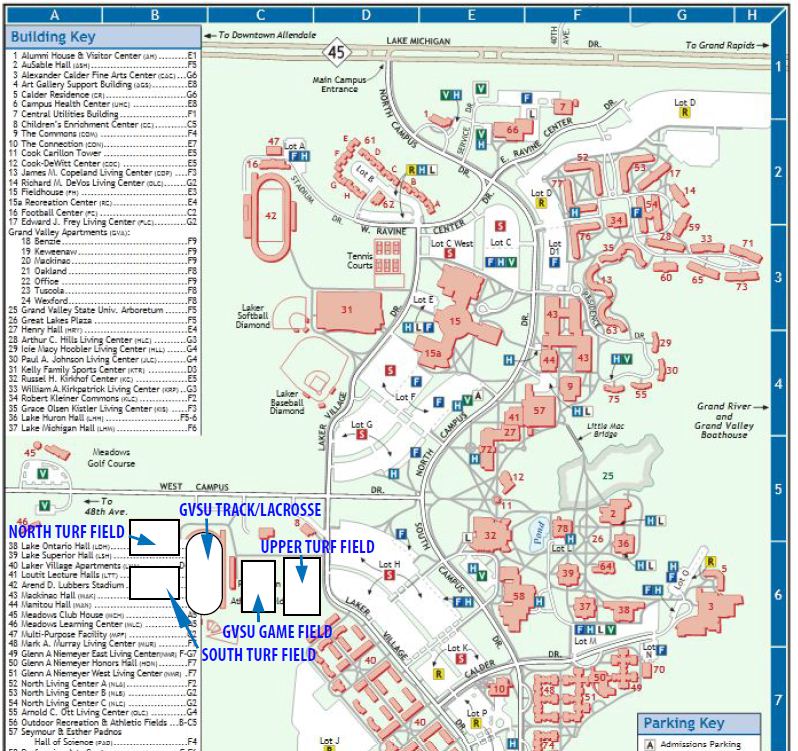 A B C D E F G H
Building Key
To Downtown Allendale
LAKE MICHIGAN DR.
45
40TH AVE.
To Grand Rapids
1 Alumni House & Visitor Center (AH) ...E1
2 AuSable Hall (ASH) ...F5
3 Alexander Calder Fine Arts Center (CAC) ...G6
4 Art Gallery Support Building (AGS) ...E8
5 Calder Residence (CR) ...G6
6 Campus Health Center (UHC) ...E8
7 Central Utilities Building ...F1
8 Children's Enrichment Center (CC) ...C5
9 The Commons (COM) ...F4
10 The Connection (CON) ...E7
11 Cook Carillon Tower ...E5
12 Cook-DeWitt Center (CDC) ...E5
13 James M. Copeland Living Center (COP) ...F3
14 Richard M. DeVos Living Center (DLC) ...G2
15 Fieldhouse (FH) ...E3
15a Recreation Center (RC) ...E4
16 Football Center (FC) ...C2
17 Edward J. Frey Living Center (FLC) ...G2
Grand Valley Apartments (GVA):
18 Benzie ...F9
19 Keweenaw ...F9
20 Mackinac ...F9
21 Oakland ...F8
22 Office ...F9
23 Tuscola ...F8
24 Wexford ...F8
25 Grand Valley State Univ. Arboretum ...F5
26 Great Lakes Plaza ...F5
27 Henry Hall (HRY) ...E4
28 Arthur C. Hills Living Center (HLC) ...G3
29 Icie Macy Hoobler Living Center (HLL) ...G4
30 Paul A. Johnson Living Center (JLC) ...G4
31 Kelly Family Sports Center (KTR) ...D3
32 Russel H. Kirkhof Center (KC) ...E5
33 William A. Kirkpatrick Living Center (KRP) ...G3
34 Robert Kleiner Commons (KLC) ...F2
35 Grace Olsen Kistler Living Center (KIS) ...F3
36 Lake Huron Hall (LHH) ...F5-6
37 Lake Michigan Hall (LMH) ...F6
Main Campus
Entrance
NORTH CAMPUS DR.
SERVICE DR.
E. RAVINE CENTER DR.
W. RAVINE CENTER DR.
STADIUM DR.
Lot A
Lot B
Lot C West
Lot C
Lot D
Lot D
Lot D1
Tennis
Courts
Laker
Softball
Diamond
Lot E
RESIDENCE
Laker
Baseball
Diamond
Lot F
Lot G
LAKER VILLAGE DR.
NORTH CAMPUS DR.
Little Mac
Bridge
Grand River
and
Grand Valley
Boathouse
Meadows
Golf Course
WEST CAMPUS DR.
To
48th Ave.
GVSU TRACK/LACROSSE
NORTH TURF FIELD
UPPER TURF FIELD
GVSU GAME FIELD
SOUTH TURF FIELD
38 Lake Ontario Hall (LOH)
39 Lake Superior Hall (LSH)
40 Lake Village Apartments
41 Loutit Lecture Halls (LTT)
42 Arend D. Lubbers Stadium
43 Mackinac Hall (MAK)
44 Manitou Hall (MAN)
45 Meadows Club House (MCH)
46 Meadows Learning Center (MLC)
47 Multi-Purpose Facility (MPF)
48 Mark A. Murray Living Center (MUR)
49 Glenn A Niemeyer East Living Center (NMR) F-G7
50 Glenn A Niemeyer Honors Hall (HON) ...F7
51 Glenn A Niemeyer West Living Center (NWR) .F7
52 North Living Center A (NLA) ...F2
53 North Living Center B (NLB) ...G2
54 North Living Center C (NLC) ...G2
55 Arnold C. Ott Living Center (OLC) ...G4
56 Outdoor Recreation & Athletic Fields ...B-C5
57 Seymour & Esther Padnos
Hall of Science (PAD) ...F4
SOUTH CAMPUS DR.
Pond
Lot H
Lot L
Lot O
Lot M
Lot N
Lot K
Lot P
Lot J
LAKER VILLAGE
CALDER DR.
Parking Key
A Admissions Parking
1
2
3
4
5
6
7